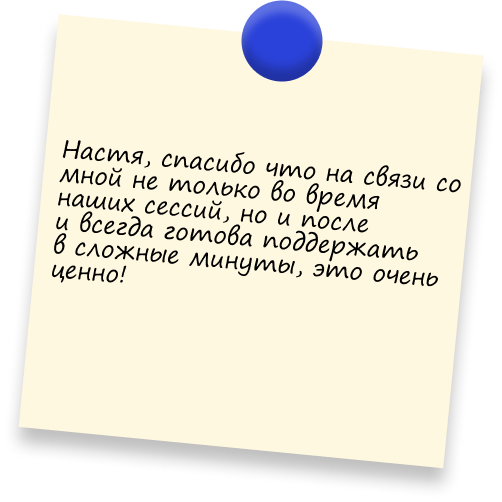 Настя, спасибо что на связи со
мной не только во время
наших сессий, но и после
и всегда готова поддержать
в сложные минуты, это очень
ценно!